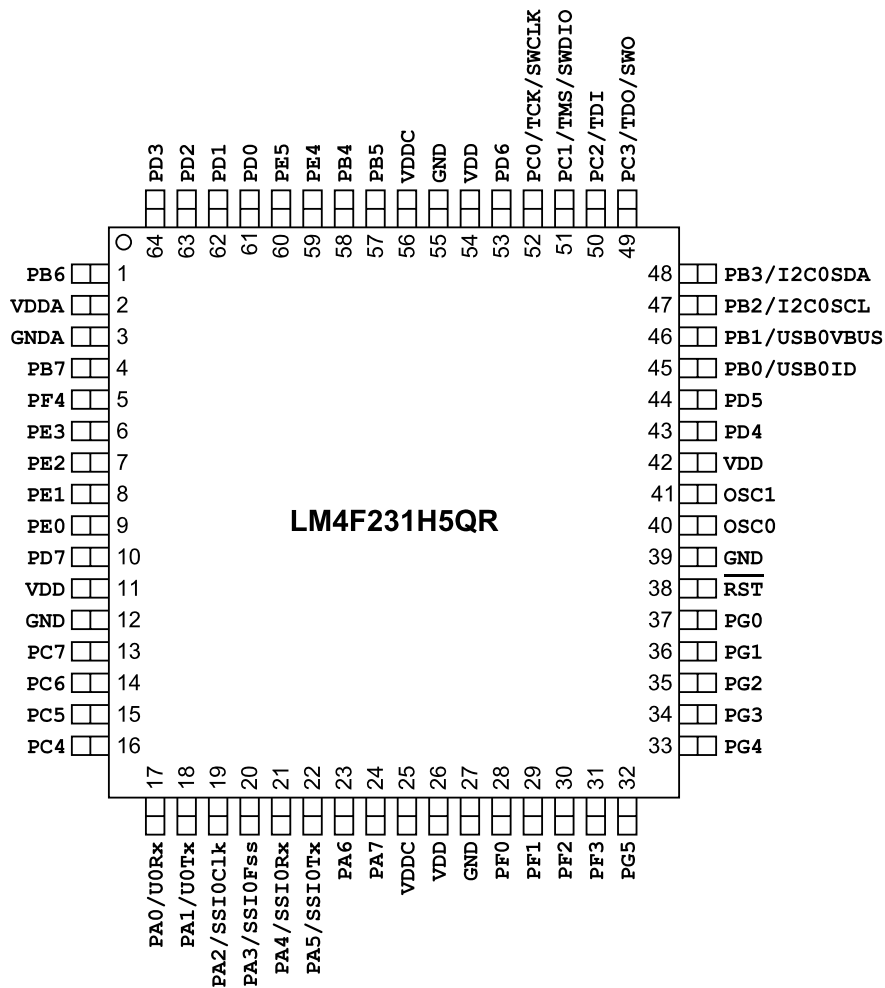 PD3
PD2
PD1
PD0
PE5
PE4
PB4
PB5
VDDC
GND
VDD
PD6
PC0/TCK/SWCLK
PC1/TMS/SWDIO
PC2/TDI
PC3/TDO/SWO
64 63 62 61 60 59 58 57 56 55 54 53 52 51 50 49
PB6 1
VDDA 2
GNDA 3
PB7 4
PF4 5
PE3 6
PE2 7
PE1 8
PE0 9
PD7 10
VDD 11
GND 12
PC7 13
PC6 14
PC5 15
PC4 16
LM4F231H5QR
48 PB3/I2C0SDA
47 PB2/I2C0SCL
46 PB1/USB0VBUS
45 PB0/USB0ID
44 PD5
43 PD4
42 VDD
41 OSC1
40 OSC0
39 GND
38 RST
37 PG0
36 PG1
35 PG2
34 PG3
33 PG4
17 18 19 20 21 22 23 24 25 26 27 28 29 30 31 32
PA0/U0Rx
PA1/U0Tx
PA2/SSI0Clk
PA3/SSI0Fss
PA4/SSI0Rx
PA5/SSI0Tx
PA6
PA7
VDDC
VDD
GND
PF0
PF1
PF2
PF3
PG5